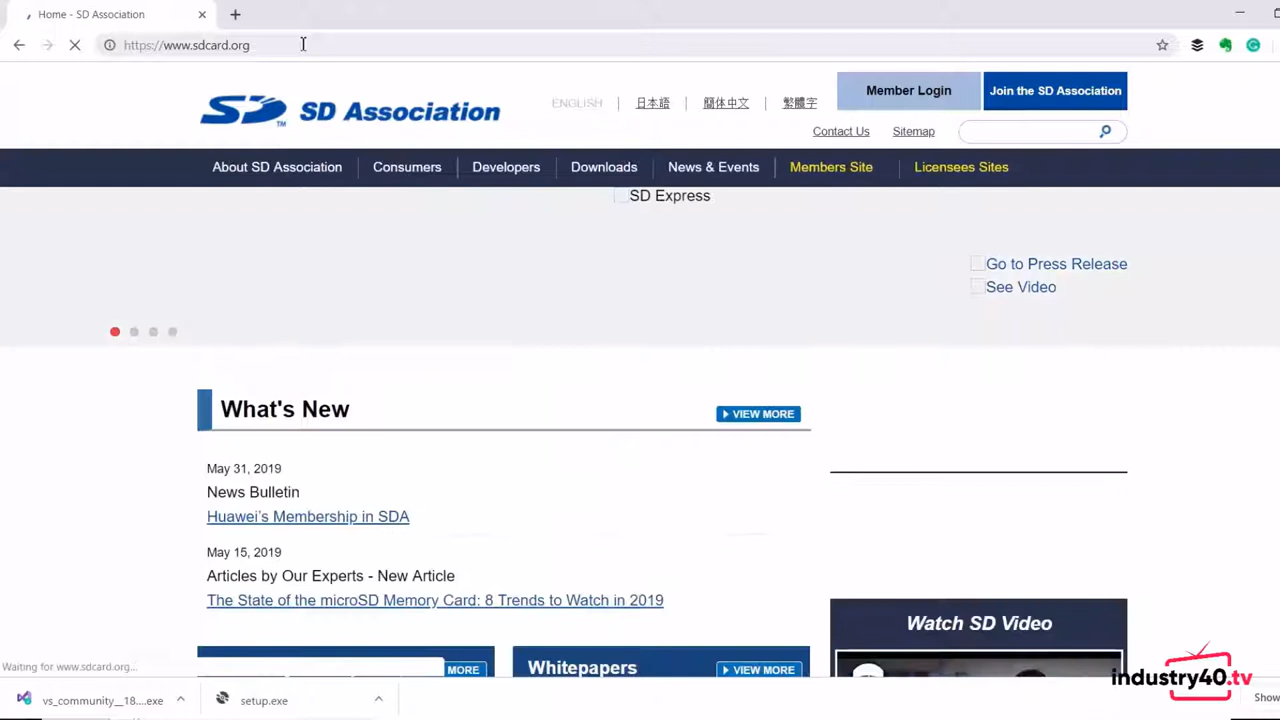 Home - SD Association
https://www.sdcard.org
SD
TM
SD Association
ENGLISH
日本語
簡体中文
繁體字
Member Login
Join the SD Association
Contact Us
Sitemap
About SD Association
Consumers
Developers
Downloads
News & Events
Members Site
Licensees Sites
SD Express
Go to Press Release
See Video
What's New
VIEW MORE
May 31, 2019
News Bulletin
Huawei's Membership in SDA
May 15, 2019
Articles by Our Experts - New Article
The State of the microSD Memory Card: 8 Trends to Watch in 2019
Watch SD Video
MORE
Whitepapers
VIEW MORE
Waiting for www.sdcard.org...
industry40.tv
vs_community__18....exe
setup.exe
Show